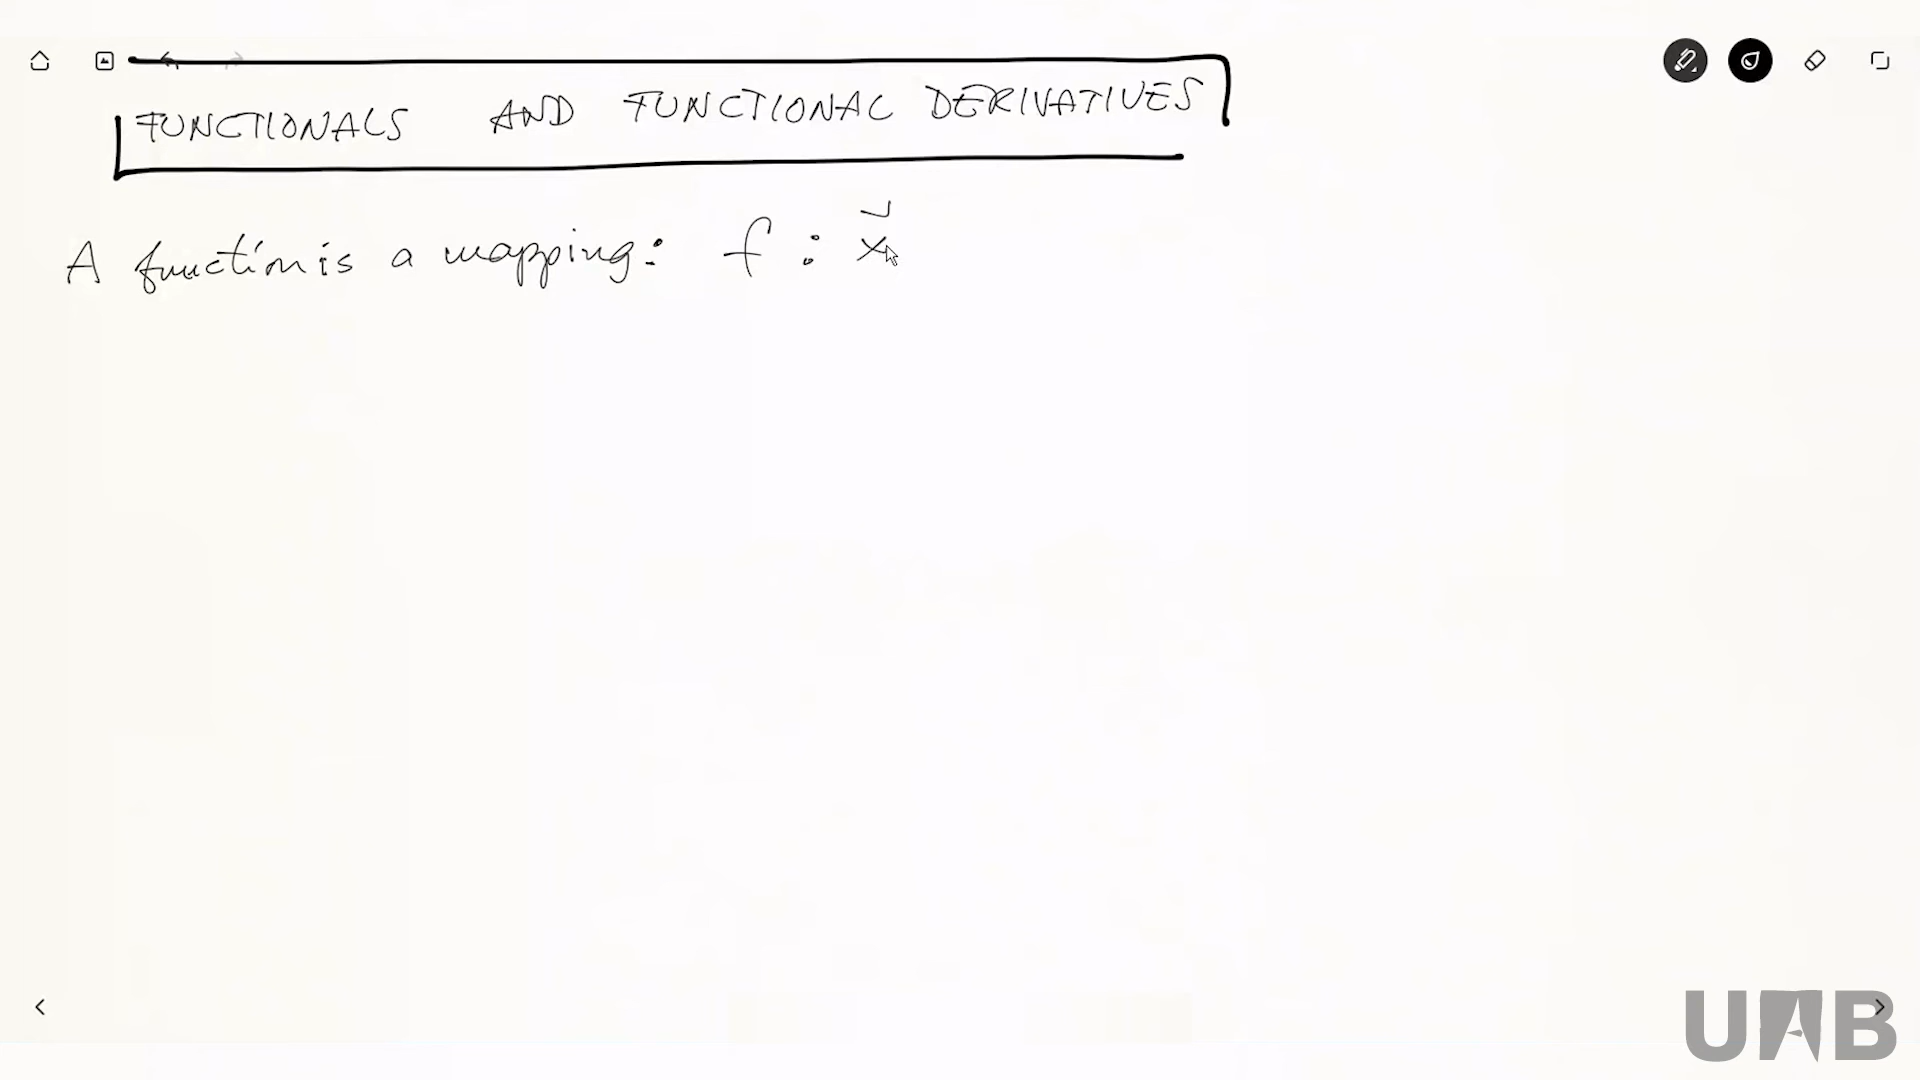 FUNCTIONALS AND FUNCTIONAL DERIVATIVES
A function is a mapping: f : x⃗
UAB